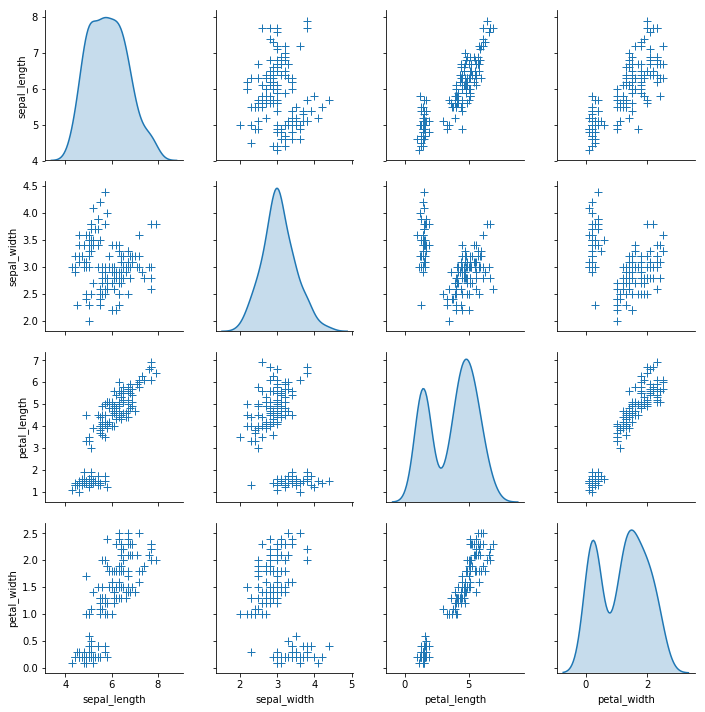 sepal_length
8
7
6
5
4
sepal_width
4.5
4.0
3.5
3.0
2.5
2.0
petal_length
7
6
5
4
3
2
1
petal_width
2.5
2.0
1.5
1.0
0.5
0.0
4 6 8
sepal_length
2 3 4 5
sepal_width
0 5
petal_length
0 2
petal_width